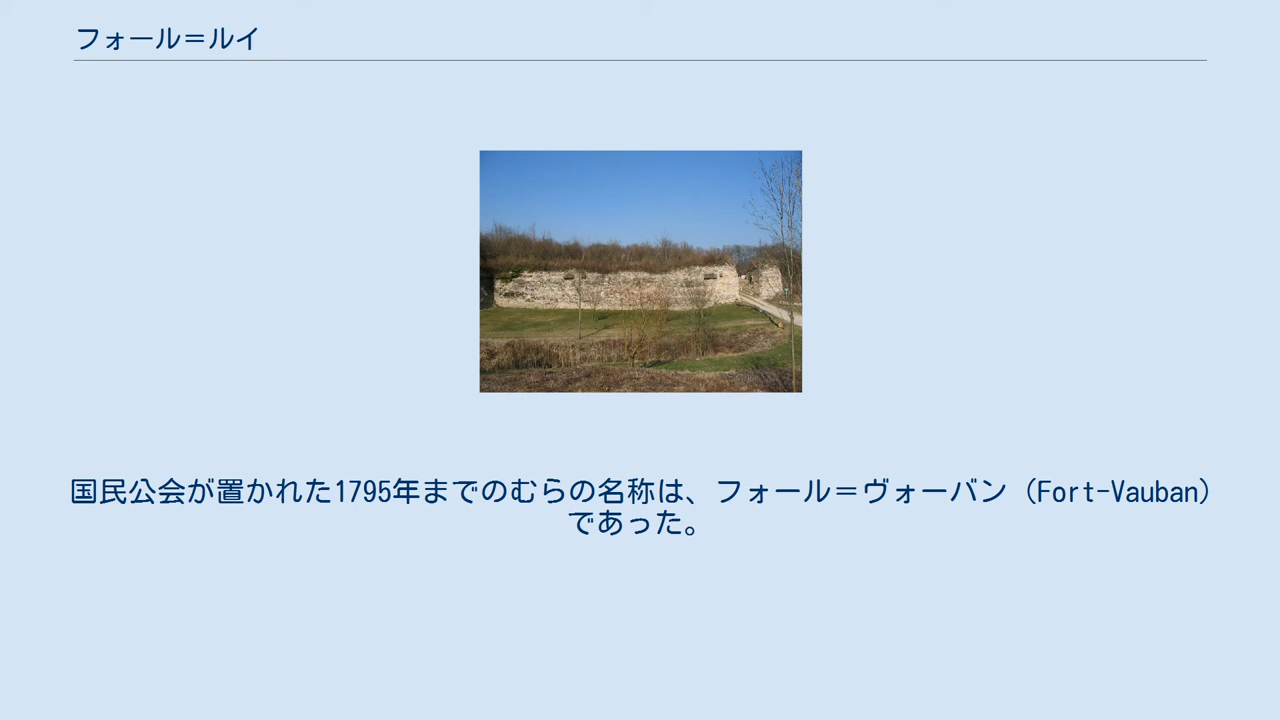 フォール＝ルイ
国民公会が置かれた1795年までのむらの名称は、フォール＝ヴォーバン（Fort-Vauban）
であった。